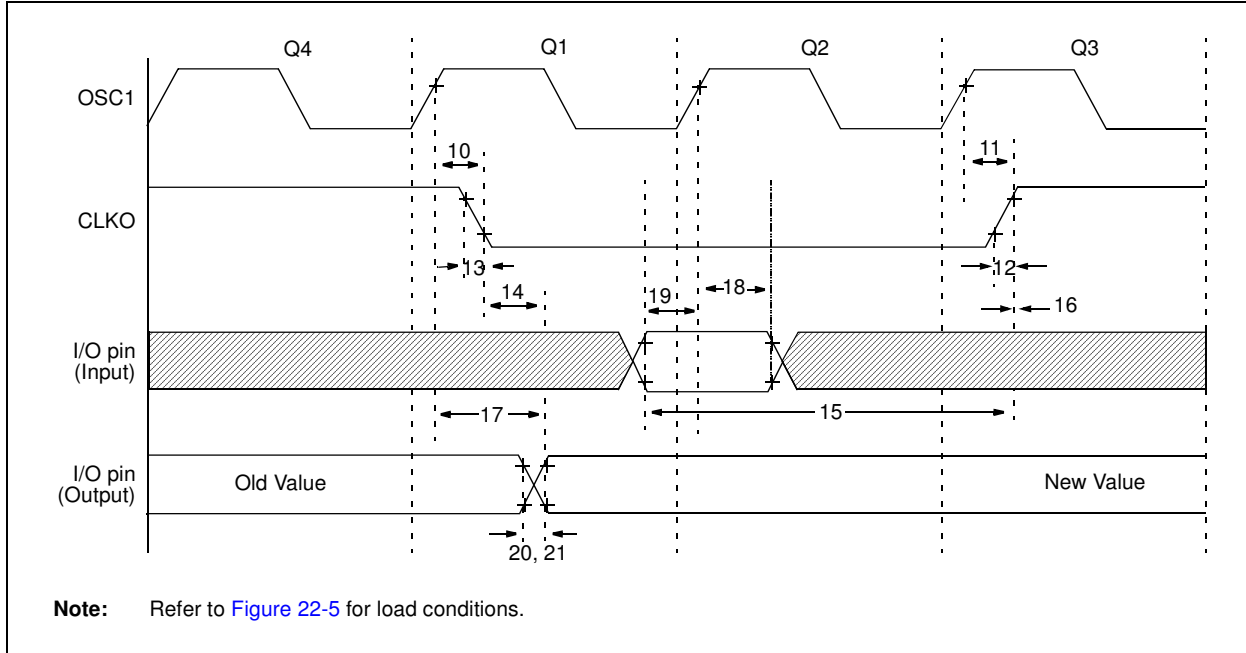 Q4 Q1 Q2 Q3
OSC1
10 11
CLKO
13 12
14 19 18 16
I/O pin
(Input)
17 15
I/O pin
(Output)
Old Value New Value
20, 21
Note: Refer to Figure 22-5 for load conditions.